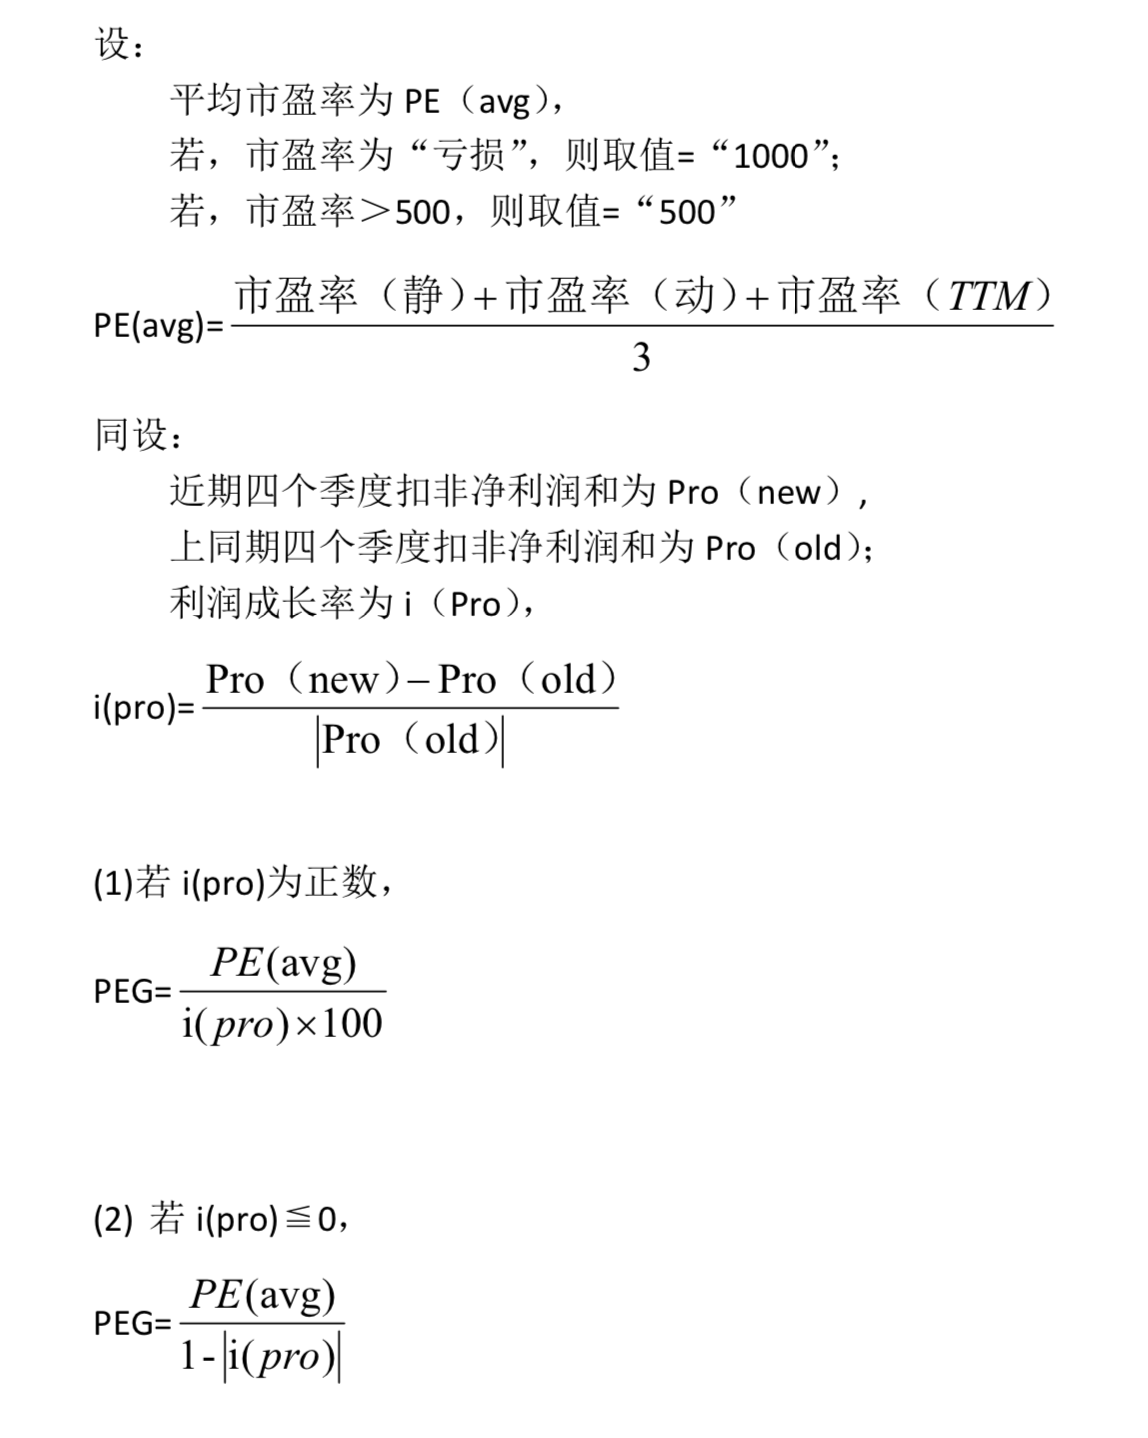 设：
平均市盈率为 PE（avg），
若，市盈率为“亏损”，则取值=“1000”；
若，市盈率＞500，则取值=“500”
PE(avg)=
市盈率（静）+市盈率（动）+市盈率（TTM）
3
同设：
近期四个季度扣非净利润和为 Pro（new）,
上同期四个季度扣非净利润和为 Pro（old）；
利润成长率为 i（Pro），
i(pro)=
Pro（new）–Pro（old）
|Pro（old）|
(1)若 i(pro)为正数，
PEG=
PE(avg)
i(pro)×100
(2) 若 i(pro)≦0，
PEG=
PE(avg)
1-|i(pro)|